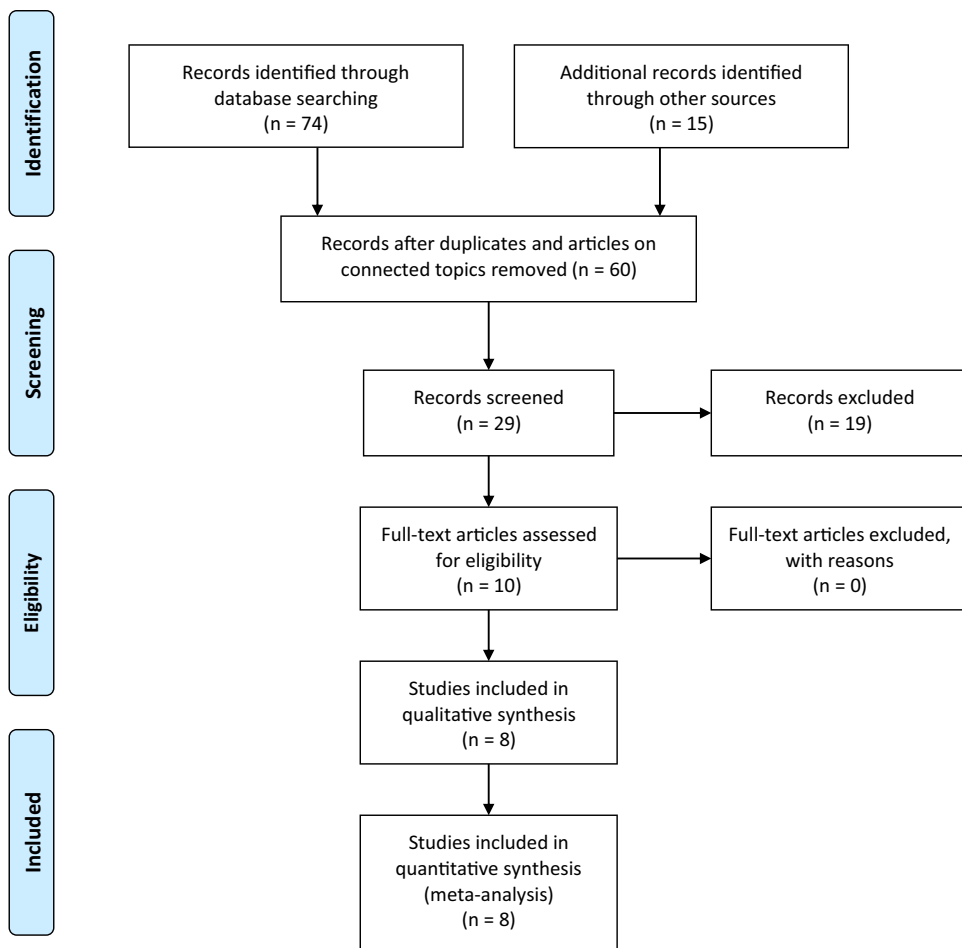 Identification
Records identified through
database searching
(n = 74)
Additional records identified
through other sources
(n = 15)
Records after duplicates and articles on
connected topics removed (n = 60)
Screening
Records screened
(n = 29)
Records excluded
(n = 19)
Eligibility
Full-text articles assessed
for eligibility
(n = 10)
Full-text articles excluded,
with reasons
(n = 0)
Studies included in
qualitative synthesis
(n = 8)
Included
Studies included in
quantitative synthesis
(meta-analysis)
(n = 8)